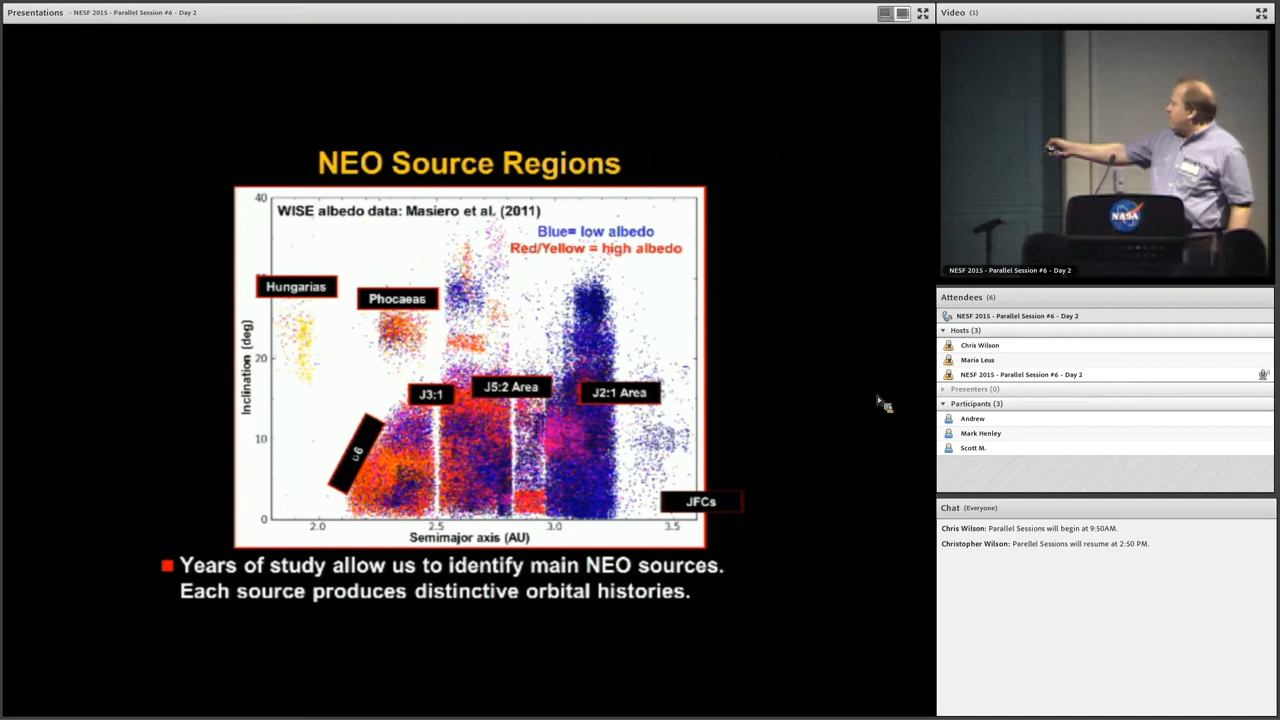 Presentations - NESF 2015 - Parallel Session #6 - Day 2
NEO Source Regions
WISE albedo data: Masiero et al. (2011)
Blue= low albedo
Red/Yellow = high albedo
Hungarias
Phocaeas
J3:1
J5:2 Area
J2:1 Area
υ6
JFCs
40
20
10
0
2.0 2.5 3.0 3.5
Inclination (deg)
Semimajor axis (AU)
Years of study allow us to identify main NEO sources.
Each source produces distinctive orbital histories.
Video (1)
NASA
NESF 2015 - Parallel Session #6 - Day 2
Attendees (6)
NESF 2015 - Parallel Session #6 - Day 2
Hosts (3)
Chris Wilson
Maria Leus
NESF 2015 - Parallel Session #6 - Day 2
Presenters (0)
Participants (3)
Andrew
Mark Henley
Scott M.
Chat (Everyone)
Chris Wilson: Parallel Sessions will begin at 9:50AM.
Christopher Wilson: Parellel Sessions will resume at 2:50 PM.